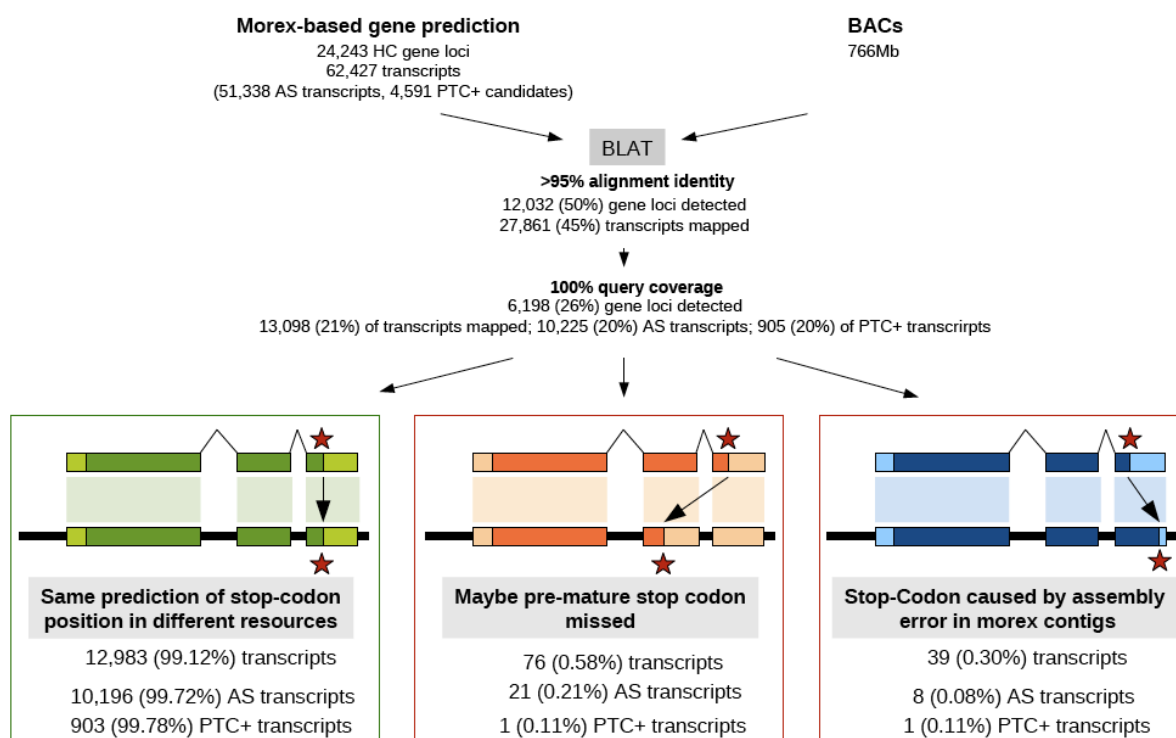 Morex-based gene prediction
24,243 HC gene loci
62,427 transcripts
(51,338 AS transcripts, 4,591 PTC+ candidates)
BACs
766Mb
BLAT
>95% alignment identity
12,032 (50%) gene loci detected
27,861 (45%) transcripts mapped
100% query coverage
6,198 (26%) gene loci detected
13,098 (21%) of transcripts mapped; 10,225 (20%) AS transcripts; 905 (20%) of PTC+ transcirpts
Same prediction of stop-codon
position in different resources
12,983 (99.12%) transcripts
10,196 (99.72%) AS transcripts
903 (99.78%) PTC+ transcripts
Maybe pre-mature stop codon
missed
76 (0.58%) transcripts
21 (0.21%) AS transcripts
1 (0.11%) PTC+ transcripts
Stop-Codon caused by assembly
error in morex contigs
39 (0.30%) transcripts
8 (0.08%) AS transcripts
1 (0.11%) PTC+ transcripts